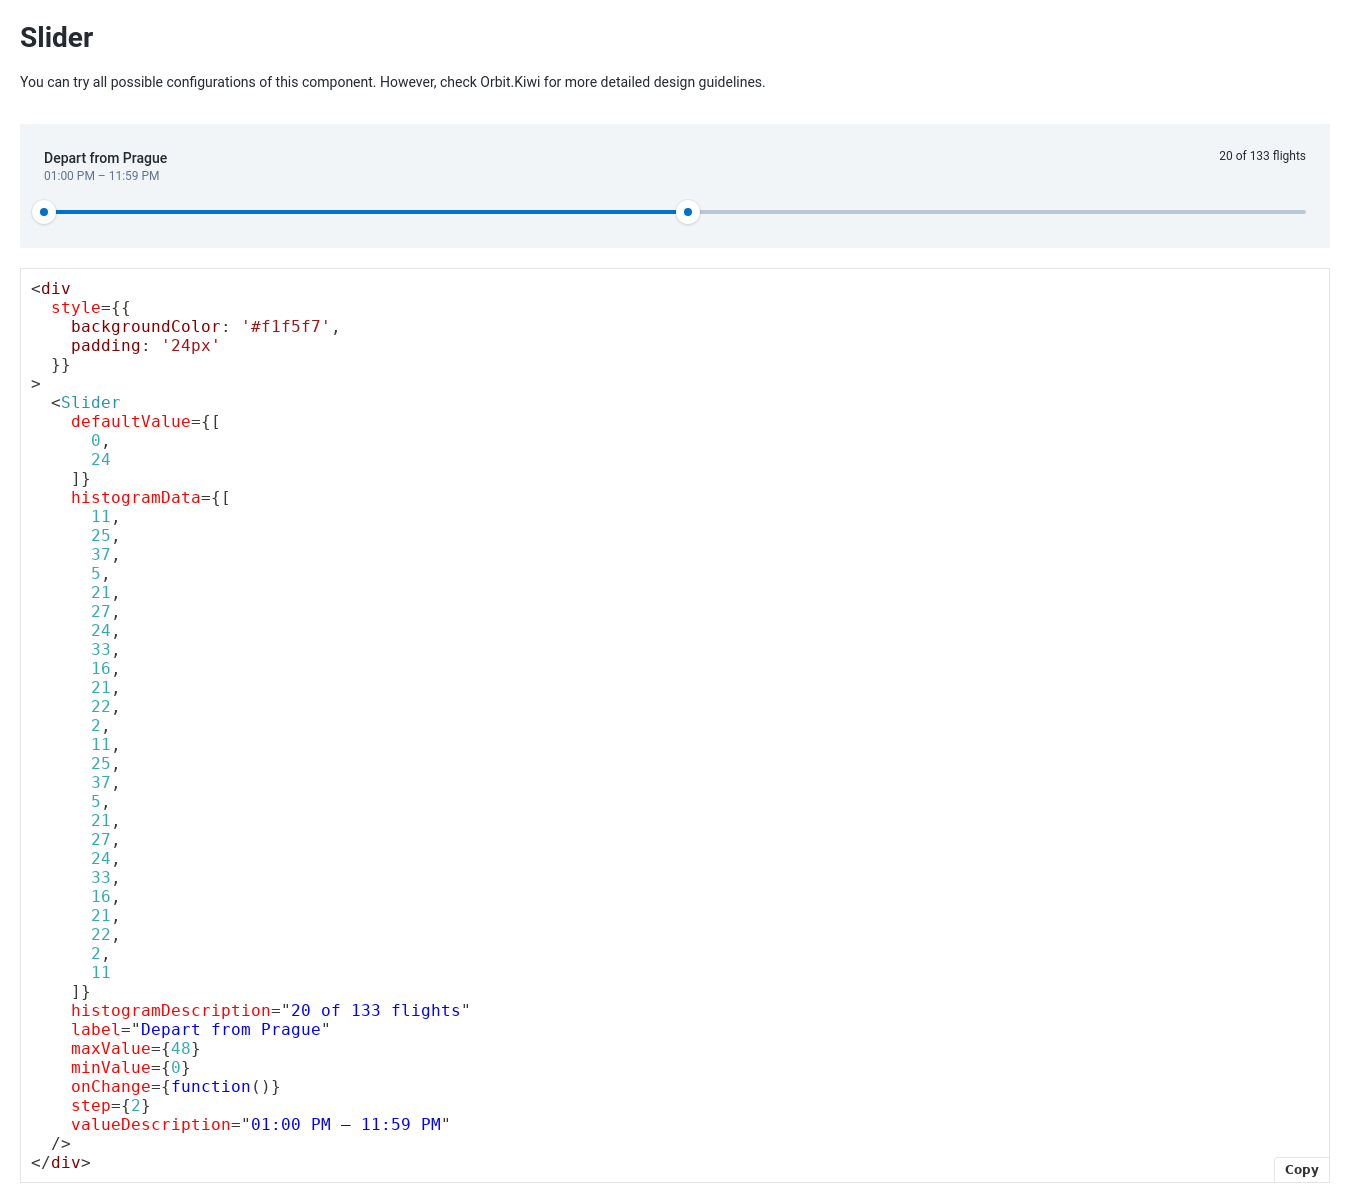 Slider
You can try all possible configurations of this component. However, check Orbit.Kiwi for more detailed design guidelines.
Depart from Prague
20 of 133 flights
01:00 PM – 11:59 PM
<div
  style={{
    backgroundColor: '#f1f5f7',
    padding: '24px'
  }}
>
  <Slider
    defaultValue={[
      0,
      24
    ]}
    histogramData={[
      11,
      25,
      37,
      5,
      21,
      27,
      24,
      33,
      16,
      21,
      22,
      2,
      11,
      25,
      37,
      5,
      21,
      27,
      24,
      33,
      16,
      21,
      22,
      2,
      11
    ]}
    histogramDescription="20 of 133 flights"
    label="Depart from Prague"
    maxValue={48}
    minValue={0}
    onChange={function()}
    step={2}
    valueDescription="01:00 PM – 11:59 PM"
  />
</div>
Copy